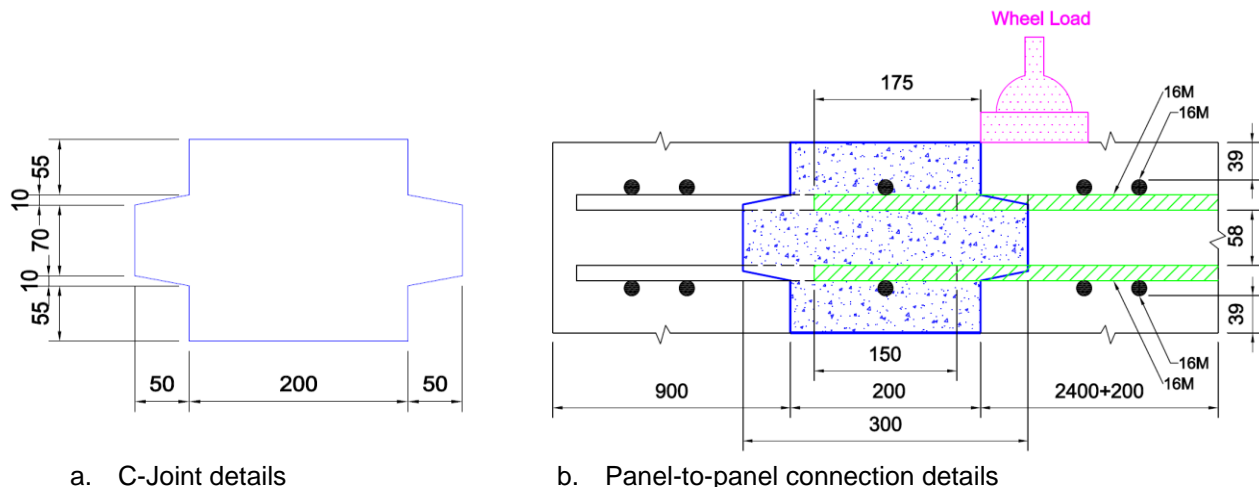 Wheel Load
175
16M
16M
39
58
39
16M
16M
150
900
200
2400+200
300
55
10
70
10
55
50
200
50
a. C-Joint details
b. Panel-to-panel connection details